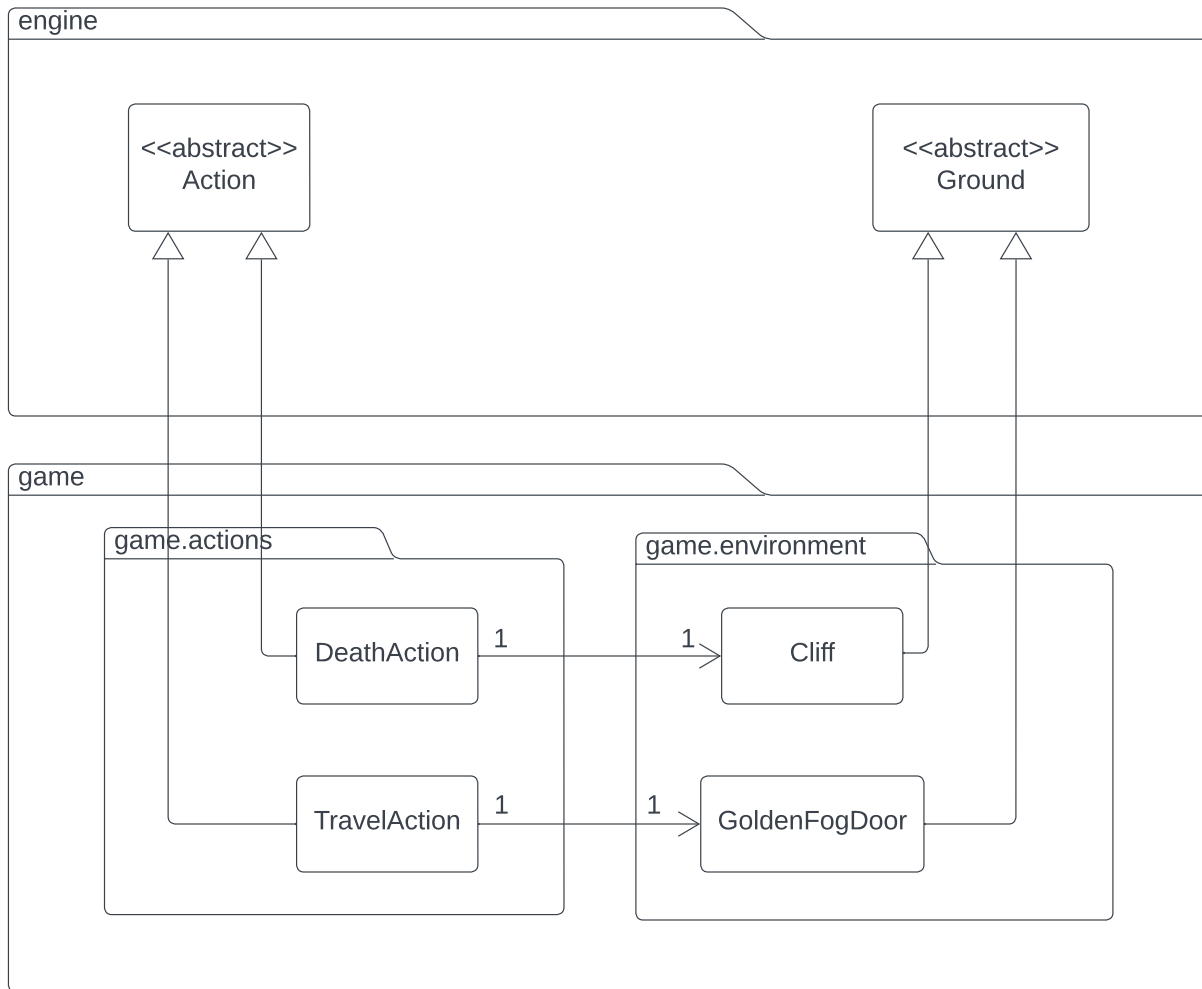 engine
<<abstract>>
Action
<<abstract>>
Ground
game
game.actions
game.environment
DeathAction
1
1
Cliff
TravelAction
1
1
GoldenFogDoor